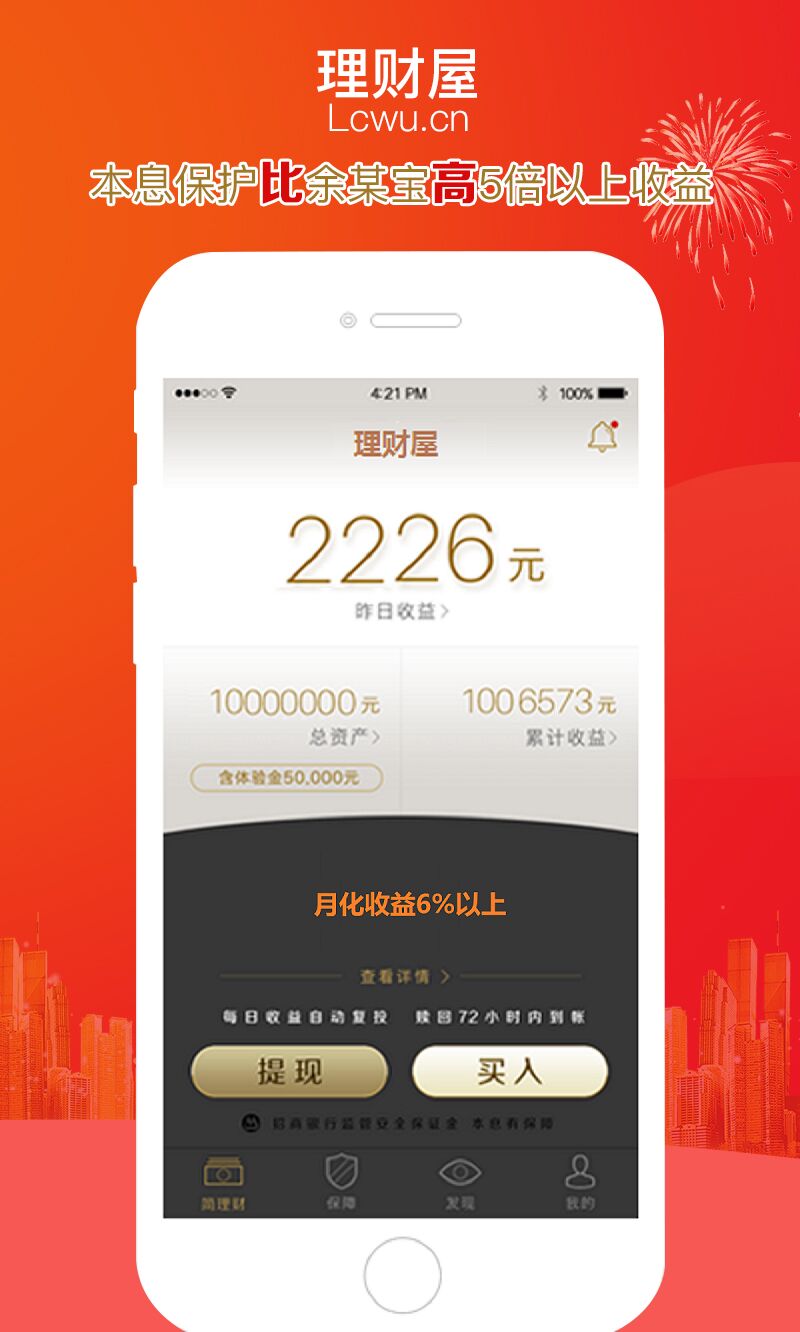 理财屋
Lcwu.cn
本息保护比余某宝高5倍以上收益
4:21 PM
100%
理财屋
2226元
昨日收益>
10000000元
1006573元
总资产>
累计收益>
含体验金50,000元
月化收益6%以上
查看详情 >
每日收益自动复投 赎回72小时内到帐
提现
买入
招商银行监管安全保证金 本息有保障
简理财
保障
发现
我的